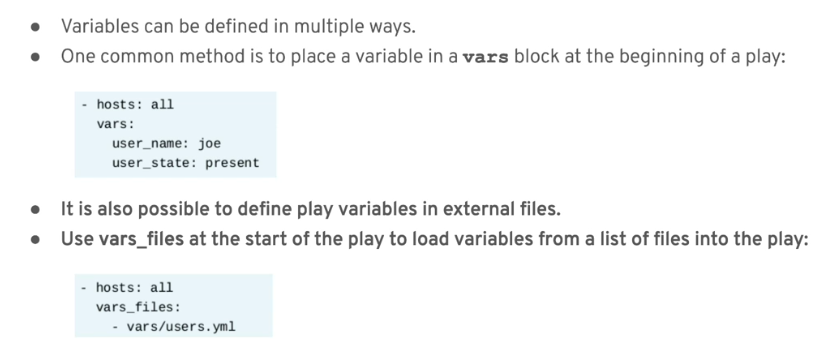 ● Variables can be defined in multiple ways.
● One common method is to place a variable in a vars block at the beginning of a play:
- hosts: all
  vars:
    user_name: joe
    user_state: present
● It is also possible to define play variables in external files.
● Use vars_files at the start of the play to load variables from a list of files into the play:
- hosts: all
  vars_files:
    - vars/users.yml